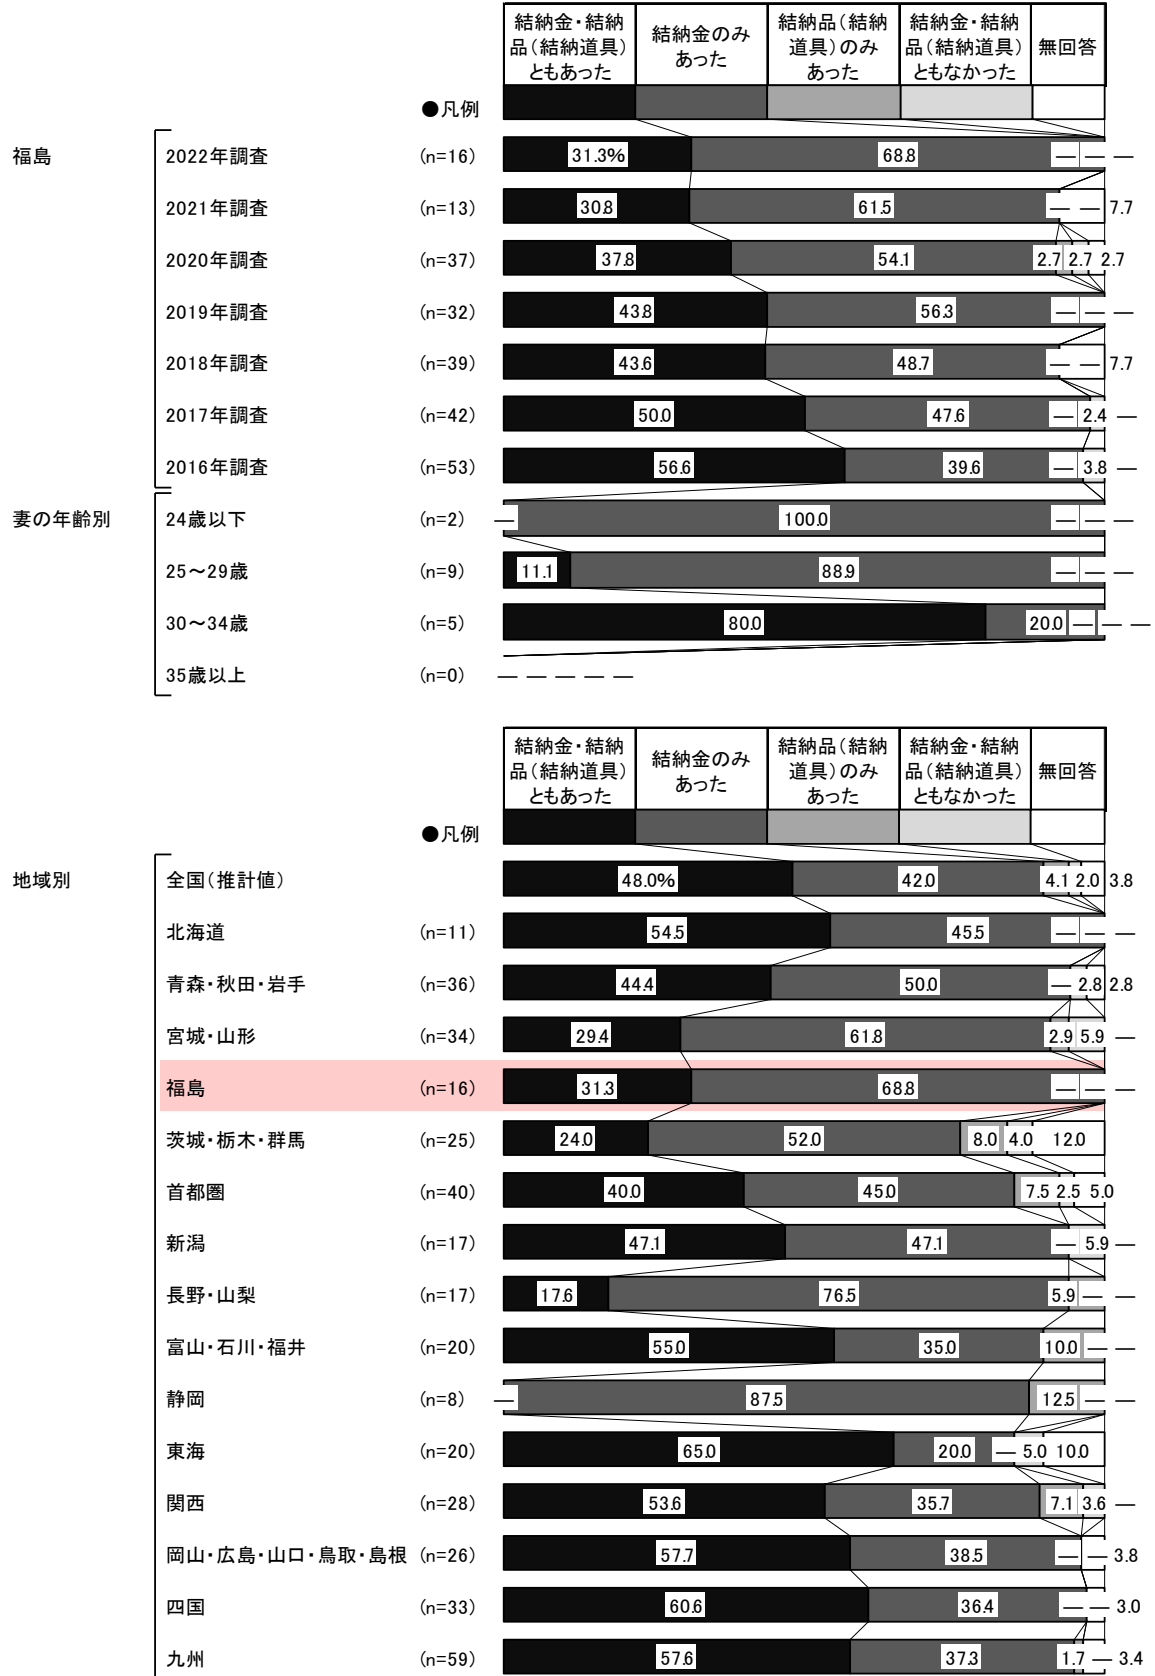 結納金・結納 結納金のみ 結納品（結納 結納金・結納 無回答
品（結納道具） あった 道具）のみ 品（結納道具）
ともあった あった ともなかった
●凡例
福島 2022年調査 (n=16) 31.3% 68.8 — — —
2021年調査 (n=13) 30.8 61.5 — — 7.7
2020年調査 (n=37) 37.8 54.1 2.7 2.7 2.7
2019年調査 (n=32) 43.8 56.3 — — —
2018年調査 (n=39) 43.6 48.7 — — 7.7
2017年調査 (n=42) 50.0 47.6 — 2.4 —
2016年調査 (n=53) 56.6 39.6 — 3.8 —
妻の年齢別 24歳以下 (n=2) — 100.0 — — —
25～29歳 (n=9) 11.1 88.9 — — —
30～34歳 (n=5) 80.0 20.0 — — —
35歳以上 (n=0) — — — — —
結納金・結納 結納金のみ 結納品（結納 結納金・結納 無回答
品（結納道具） あった 道具）のみ 品（結納道具）
ともあった あった ともなかった
●凡例
地域別 全国（推計値） 48.0% 42.0 4.1 2.0 3.8
北海道 (n=11) 54.5 45.5 — — —
青森・秋田・岩手 (n=36) 44.4 50.0 — 2.8 2.8
宮城・山形 (n=34) 29.4 61.8 2.9 5.9 —
福島 (n=16) 31.3 68.8 — — —
茨城・栃木・群馬 (n=25) 24.0 52.0 8.0 4.0 12.0
首都圏 (n=40) 40.0 45.0 7.5 2.5 5.0
新潟 (n=17) 47.1 47.1 — 5.9 —
長野・山梨 (n=17) 17.6 76.5 5.9 — —
富山・石川・福井 (n=20) 55.0 35.0 10.0 — —
静岡 (n=8) — 87.5 12.5 — —
東海 (n=20) 65.0 20.0 — 5.0 10.0
関西 (n=28) 53.6 35.7 7.1 3.6 —
岡山・広島・山口・鳥取・島根 (n=26) 57.7 38.5 — — 3.8
四国 (n=33) 60.6 36.4 — — 3.0
九州 (n=59) 57.6 37.3 1.7 — 3.4